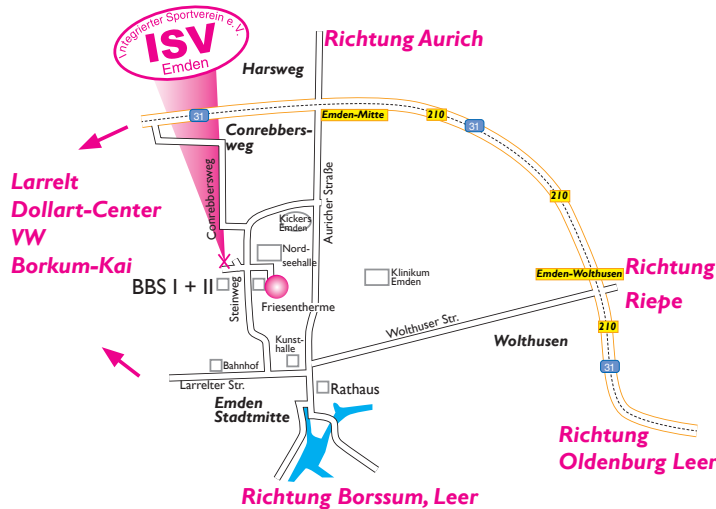 Integrierter Sportverein e.V.
ISV
Emden
Richtung Aurich
Harsweg
31
Emden-Mitte
210
31
Conrebbers-
weg
Larrelt
Dollart-Center
VW
Borkum-Kai
Conrebbersweg
Auricher Straße
Kickers
Emden
210
Nord-
seehalle
Klinikum
Emden
Emden-Wolthusen
Richtung
Riepe
BBS I + II
Steinweg
Friesentherme
210
Wolthuser Str.
Wolthusen
Kunst-
halle
Bahnhof
31
Larrelter Str.
Rathaus
Emden
Stadtmitte
Richtung
Oldenburg Leer
Richtung Borssum, Leer